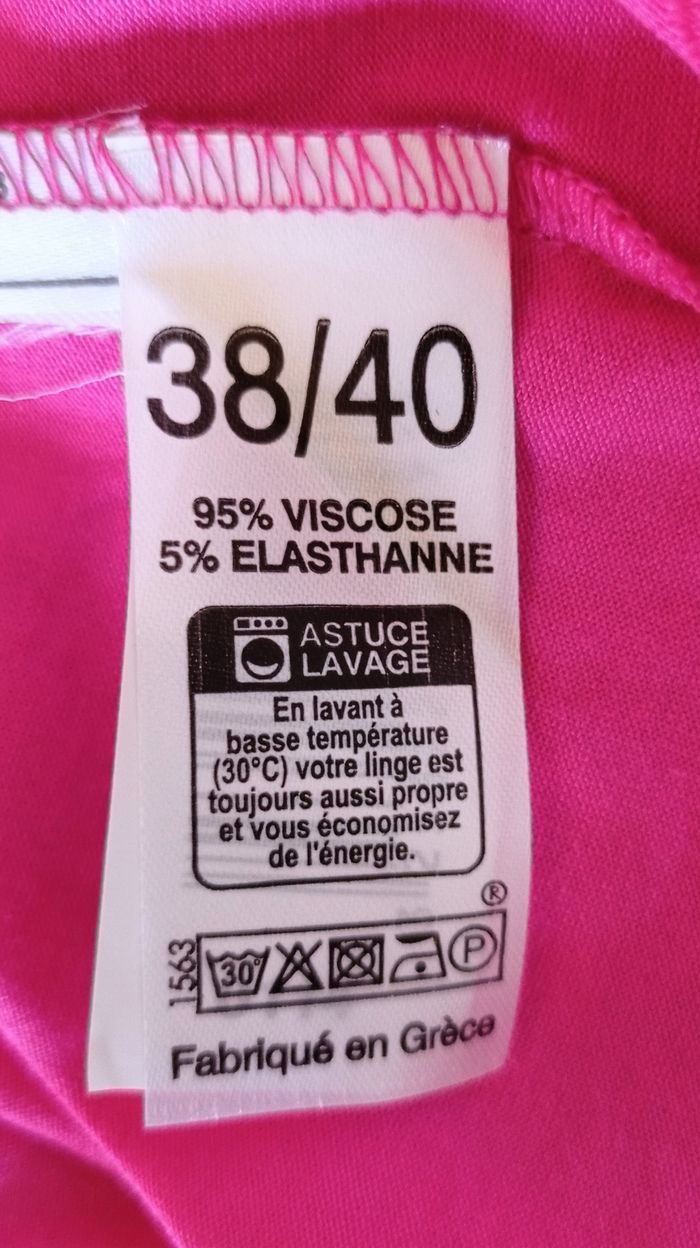 38/40
95% VISCOSE
5% ELASTHANNE
ASTUCE
LAVAGE
En lavant à
basse température
(30°C) votre linge est
toujours aussi propre
et vous économisez
de l'énergie.
®
1563
30° P
Fabriqué en Grèce